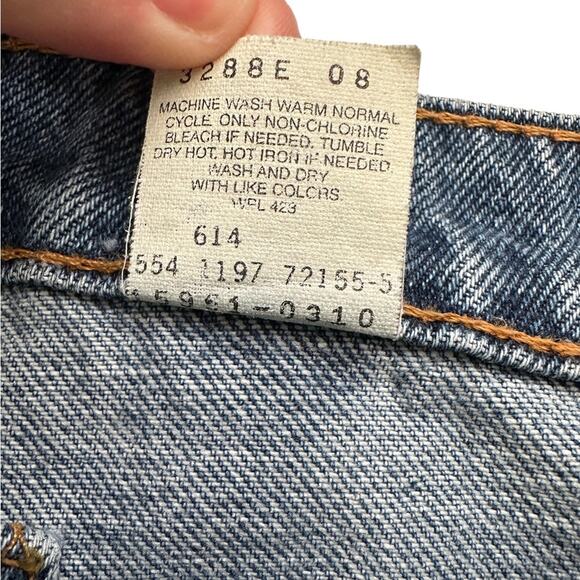 3288E 08
MACHINE WASH WARM NORMAL
CYCLE. ONLY NON-CHLORINE
BLEACH IF NEEDED. TUMBLE
DRY HOT. HOT IRON IF NEEDED.
WASH AND DRY
WITH LIKE COLORS
WPL 423
614
554 1197 72155-5
5951-0310